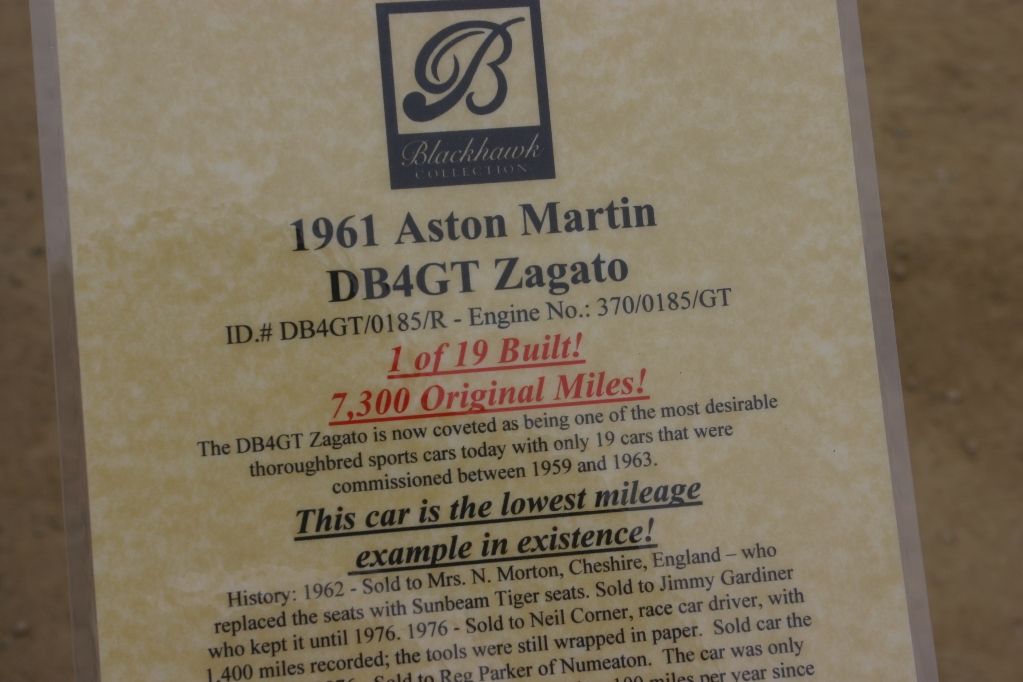 B
Blackhawk
COLLECTION
1961 Aston Martin
DB4GT Zagato
ID.# DB4GT/0185/R - Engine No.: 370/0185/GT
1 of 19 Built!
7,300 Original Miles!
The DB4GT Zagato is now coveted as being one of the most desirable
thoroughbred sports cars today with only 19 cars that were
commissioned between 1959 and 1963.
This car is the lowest mileage
example in existence!
History: 1962 - Sold to Mrs. N. Morton, Cheshire, England – who
replaced the seats with Sunbeam Tiger seats. Sold to Jimmy Gardiner
who kept it until 1976. 1976 - Sold to Neil Corner, race car driver, with
1,400 miles recorded; the tools were still wrapped in paper. Sold car the
Sold to Reg Parker of Numeaton. The car was only
miles per year since